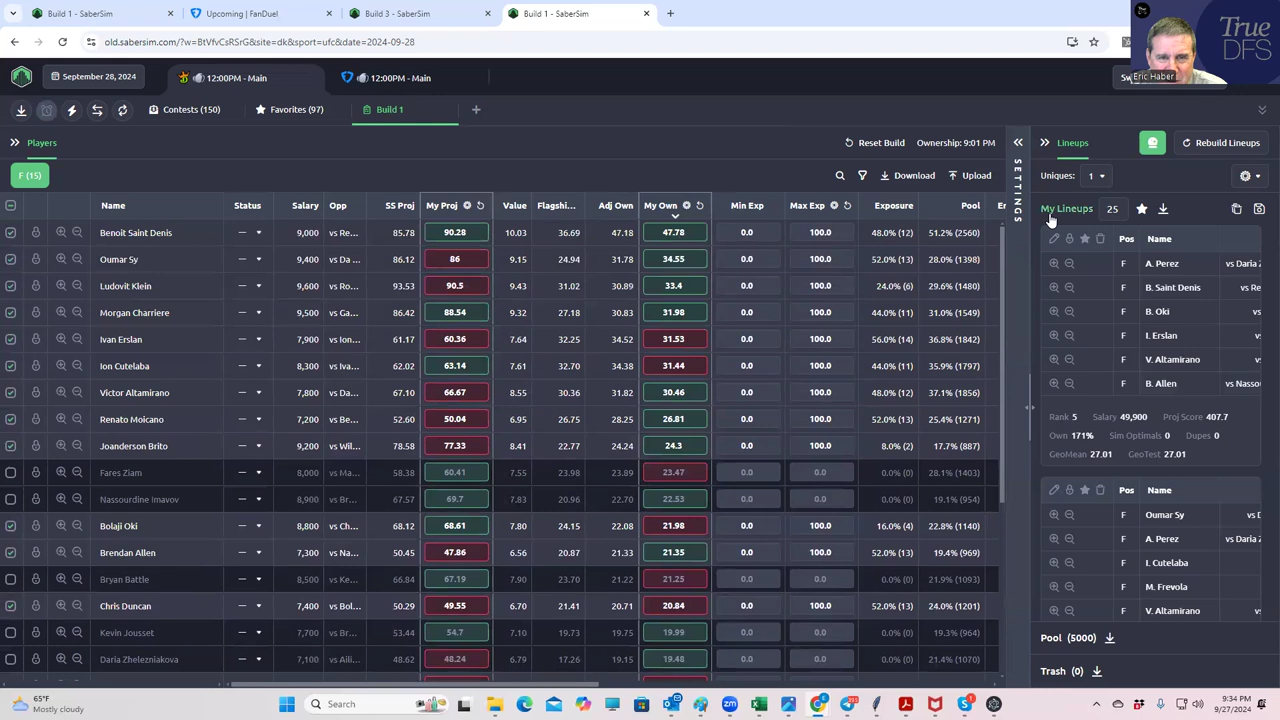 Build 1 - SaberSim
Upcoming | FanDuel
Build 3 - SaberSim
Build 1 - SaberSim
old.sabersim.com/?w=BtVfvCsRSrG&site=dk&sport=ufc&date=2024-09-28
True
DFS
Eric Haber
September 28, 2024
12:00PM - Main
12:00PM - Main
Contests (150)
Favorites (97)
Build 1
Players
Reset Build
Ownership: 9:01 PM
Lineups
Rebuild Lineups
F (15)
Download
Upload
SETTINGS
Uniques:
1
Name Status Salary Opp SS Proj My Proj Value Flagshi... Adj Own My Own Min Exp Max Exp Exposure Pool
My Lineups
25
Benoit Saint Denis — 9,000 vs Re... 85.78 90.28 10.03 36.69 47.18 47.78 0.0 100.0 48.0% (12) 51.2% (2560)
Oumar Sy — 9,400 vs Da ... 86.12 86 9.15 24.94 31.78 34.55 0.0 100.0 52.0% (13) 28.0% (1398)
Ludovit Klein — 9,600 vs Ro... 93.53 90.5 9.43 31.02 30.89 33.4 0.0 100.0 24.0% (6) 29.6% (1480)
Morgan Charriere — 9,500 vs Ga... 86.42 88.54 9.32 27.18 30.83 31.98 0.0 100.0 44.0% (11) 31.0% (1549)
Ivan Erslan — 7,900 vs Ion... 61.17 60.36 7.64 32.25 34.52 31.53 0.0 100.0 56.0% (14) 36.8% (1842)
Ion Cutelaba — 8,300 vs Iva... 62.02 63.14 7.61 32.70 34.38 31.44 0.0 100.0 44.0% (11) 35.9% (1797)
Victor Altamirano — 7,800 vs Da... 67.10 66.67 8.55 30.36 31.82 30.46 0.0 100.0 48.0% (12) 37.1% (1856)
Renato Moicano — 7,200 vs Be... 52.96 50.04 6.95 26.75 28.25 26.81 0.0 100.0 52.0% (13) 25.4% (1271)
Joanderson Brito — 9,200 vs Wil... 78.58 77.33 8.41 22.77 24.24 24.3 0.0 100.0 8.0% (2) 17.7% (887)
Fares Ziam — 8,000 vs Ma... 58.38 60.41 7.55 23.98 23.89 23.47 0.0 100.0 0.0% (0) 28.1% (1403)
Nassourdine Imavov — 8,900 vs Br... 67.57 69.7 7.83 20.96 22.70 22.53 0.0 100.0 0.0% (0) 19.1% (954)
Bolaji Oki — 8,800 vs Ch... 68.12 68.61 7.80 24.15 22.08 21.98 0.0 100.0 16.0% (4) 22.8% (1140)
Brendan Allen — 7,300 vs Na... 50.45 47.86 6.56 20.87 21.33 21.35 0.0 100.0 52.0% (13) 19.4% (969)
Bryan Battle — 8,500 vs Ke... 66.84 67.19 7.90 23.70 21.22 21.25 0.0 100.0 0.0% (0) 21.9% (1093)
Chris Duncan — 7,400 vs Bol... 50.29 49.55 6.70 21.41 20.71 20.84 0.0 100.0 52.0% (13) 24.0% (1201)
Kevin Jousset — 7,700 vs Br... 53.44 54.7 7.10 19.73 19.75 19.99 0.0 100.0 0.0% (0) 19.3% (964)
Daria Zhelezniakova — 7,100 vs Aili... 48.62 48.24 6.79 17.26 19.15 19.48 0.0 100.0 0.0% (0) 21.4% (1070)
Pos Name
F A. Perez vs Daria Z
F B. Saint Denis vs Re
F B. Oki vs
F I. Erslan vs
F V. Altamirano vs
F B. Allen vs Nasso
Rank 5 Salary 49,900 Proj Score 407.7
Own 171% Sim Optimals 0 Dupes 0
GeoMean 27.01 GeoTest 27.01
Pos Name
F Oumar Sy vs D
F A. Perez vs Daria Z
F I. Cutelaba vs
F M. Frevola vs
F V. Altamirano vs
Pool (5000)
Trash (0)
65°F
Mostly cloudy
Search
9:34 PM
9/27/2024